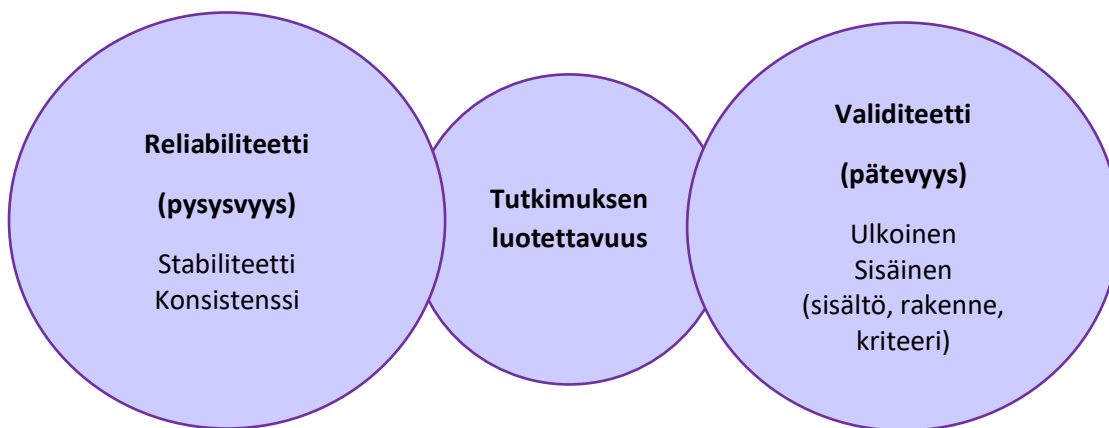 Reliabiliteetti
(pysysvyys)
Stabiliteetti
Konsistenssi
Tutkimuksen
luotettavuus
Validiteetti
(pätevyys)
Ulkoinen
Sisäinen
(sisältö, rakenne,
kriteeri)